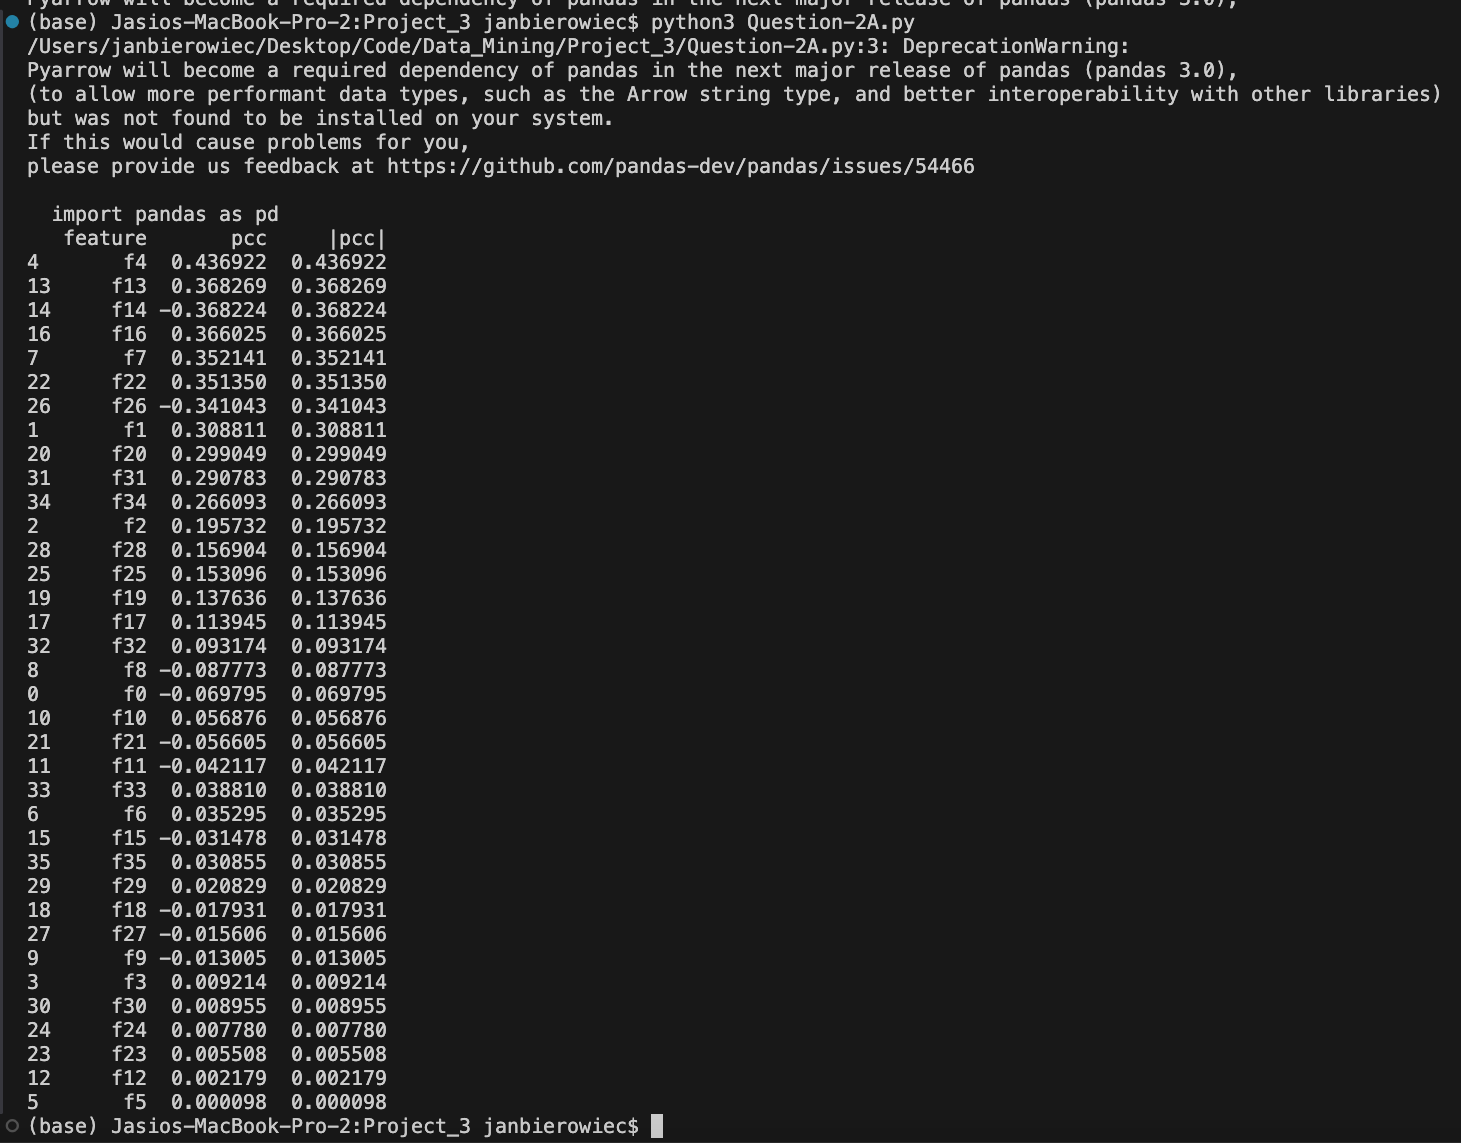 Pyarrow will become a required dependency of pandas in the next major release of pandas (pandas 3.0),
(base) Jasios-MacBook-Pro-2:Project_3 janbierowiec$ python3 Question-2A.py
/Users/janbierowiec/Desktop/Code/Data_Mining/Project_3/Question-2A.py:3: DeprecationWarning:
Pyarrow will become a required dependency of pandas in the next major release of pandas (pandas 3.0),
(to allow more performant data types, such as the Arrow string type, and better interoperability with other libraries)
but was not found to be installed on your system.
If this would cause problems for you,
please provide us feedback at https://github.com/pandas-dev/pandas/issues/54466
import pandas as pd
feature pcc |pcc|
4 f4 0.436922 0.436922
13 f13 0.368269 0.368269
14 f14 -0.368224 0.368224
16 f16 0.366025 0.366025
7 f7 0.352141 0.352141
22 f22 0.351350 0.351350
26 f26 -0.341043 0.341043
1 f1 0.308811 0.308811
20 f20 0.299049 0.299049
31 f31 0.290783 0.290783
34 f34 0.266093 0.266093
2 f2 0.195732 0.195732
28 f28 0.156904 0.156904
25 f25 0.153096 0.153096
19 f19 0.137636 0.137636
17 f17 0.113945 0.113945
32 f32 0.093174 0.093174
8 f8 -0.087773 0.087773
0 f0 -0.069795 0.069795
10 f10 0.056876 0.056876
21 f21 -0.056605 0.056605
11 f11 -0.042117 0.042117
33 f33 0.038810 0.038810
6 f6 0.035295 0.035295
15 f15 -0.031478 0.031478
35 f35 0.030855 0.030855
29 f29 0.020829 0.020829
18 f18 -0.017931 0.017931
27 f27 -0.015606 0.015606
9 f9 -0.013005 0.013005
3 f3 0.009214 0.009214
30 f30 0.008955 0.008955
24 f24 0.007780 0.007780
23 f23 0.005508 0.005508
12 f12 0.002179 0.002179
5 f5 0.000098 0.000098
(base) Jasios-MacBook-Pro-2:Project_3 janbierowiec$